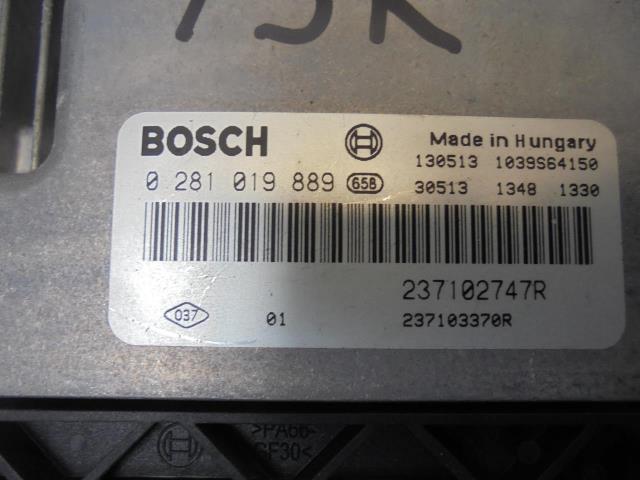 BOSCH
Made in Hungary
130513 1039S64150
0 281 019 889 658
30513 1348 1330
237102747R
037 01 237103370R
>PA66-
GF30<